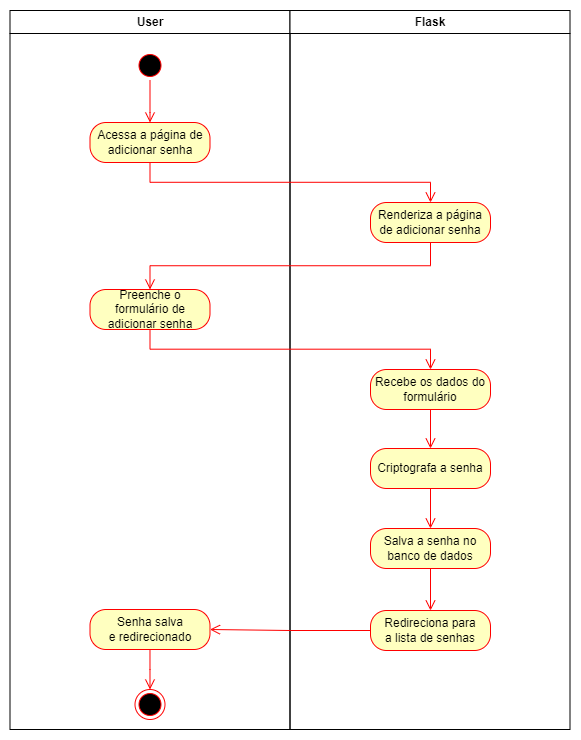 User
Flask
Acessa a página de
adicionar senha
Renderiza a página
de adicionar senha
Preenche o
formulário de
adicionar senha
Recebe os dados do
formulário
Criptografa a senha
Salva a senha no
banco de dados
Redireciona para
a lista de senhas
Senha salva
e redirecionado